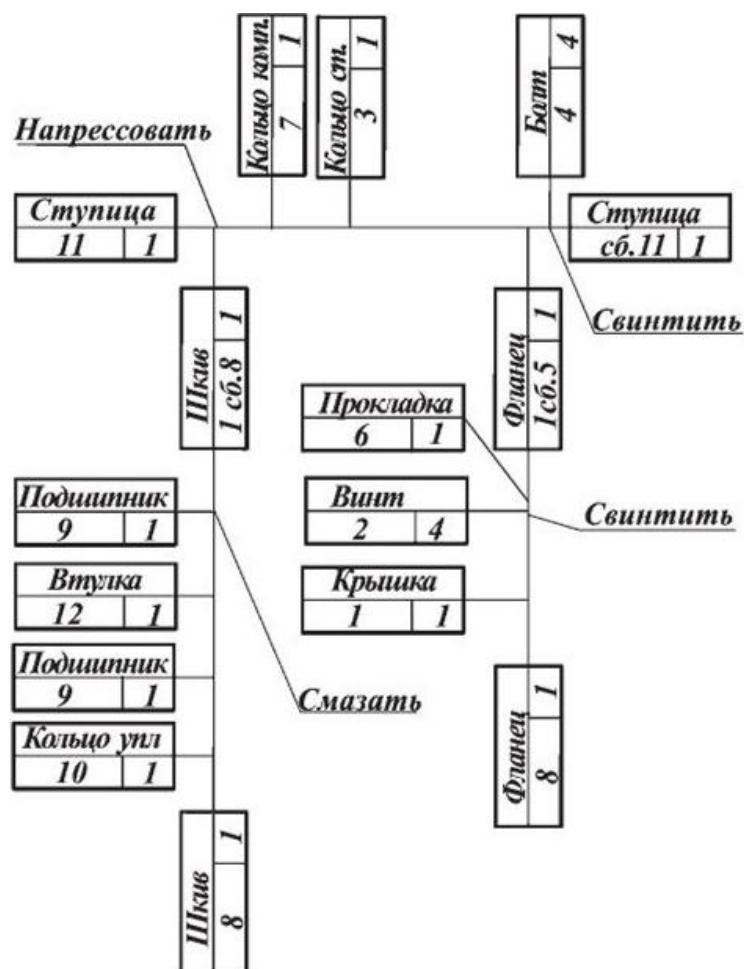 Кольцо комп. 1
7
Кольцо ст. 1
3
Болт 4
4
Напрессовать
Ступица
11 1
Ступица
сб.11 1
Шкив 1
1 сб.8
Фланец 1
1сб.5
Свинтить
Прокладка
6 1
Подшипник
9 1
Винт
2 4
Свинтить
Втулка
12 1
Крышка
1 1
Подшипник
9 1
Смазать
Фланец 1
8
Кольцо упл
10 1
Шкив 1
8